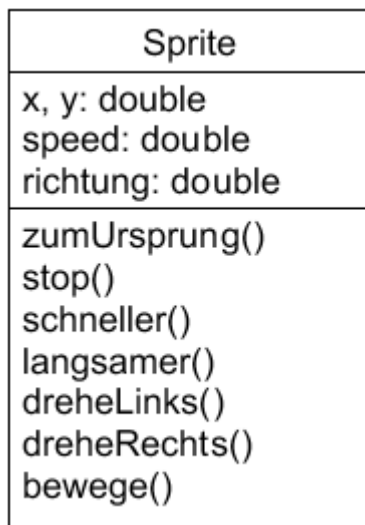 Sprite
x, y: double
speed: double
richtung: double
zumUrsprung()
stop()
schneller()
langsamer()
dreheLinks()
dreheRechts()
bewege()